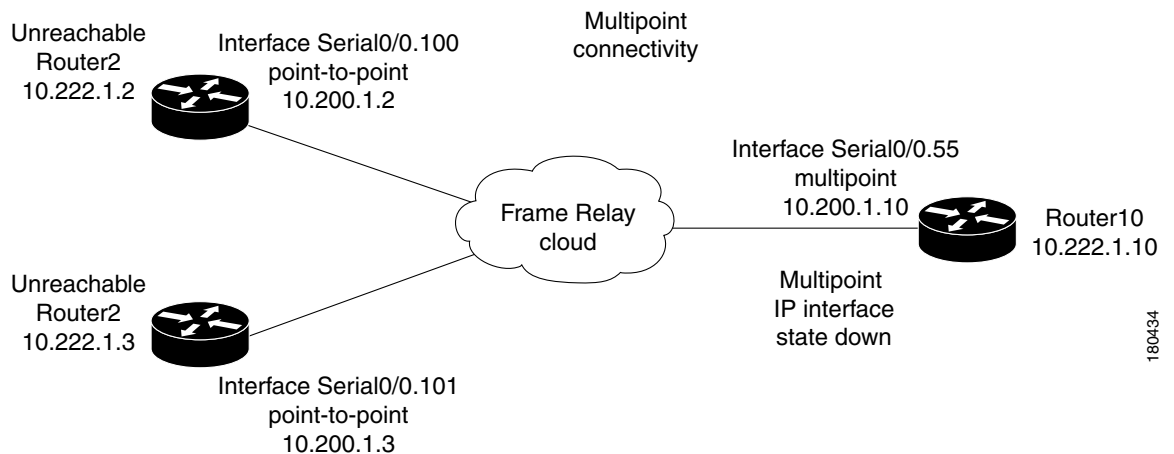 Unreachable
Router2
10.222.1.2
Interface Serial0/0.100
point-to-point
10.200.1.2
Multipoint
connectivity
Interface Serial0/0.55
multipoint
10.200.1.10
Frame Relay
cloud
Router10
10.222.1.10
Unreachable
Router2
10.222.1.3
Multipoint
IP interface
state down
Interface Serial0/0.101
point-to-point
10.200.1.3
180434